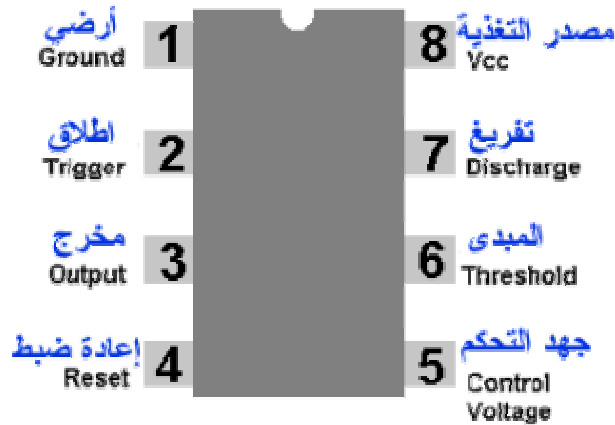 أرضي
Ground
1
8
مصدر التغذية
Vcc
اطلاق
Trigger
2
7
تفريغ
Discharge
مخرج
Output
3
6
المبدى
Threshold
إعادة ضبط
Reset
4
5
جهد التحكم
Control
Voltage